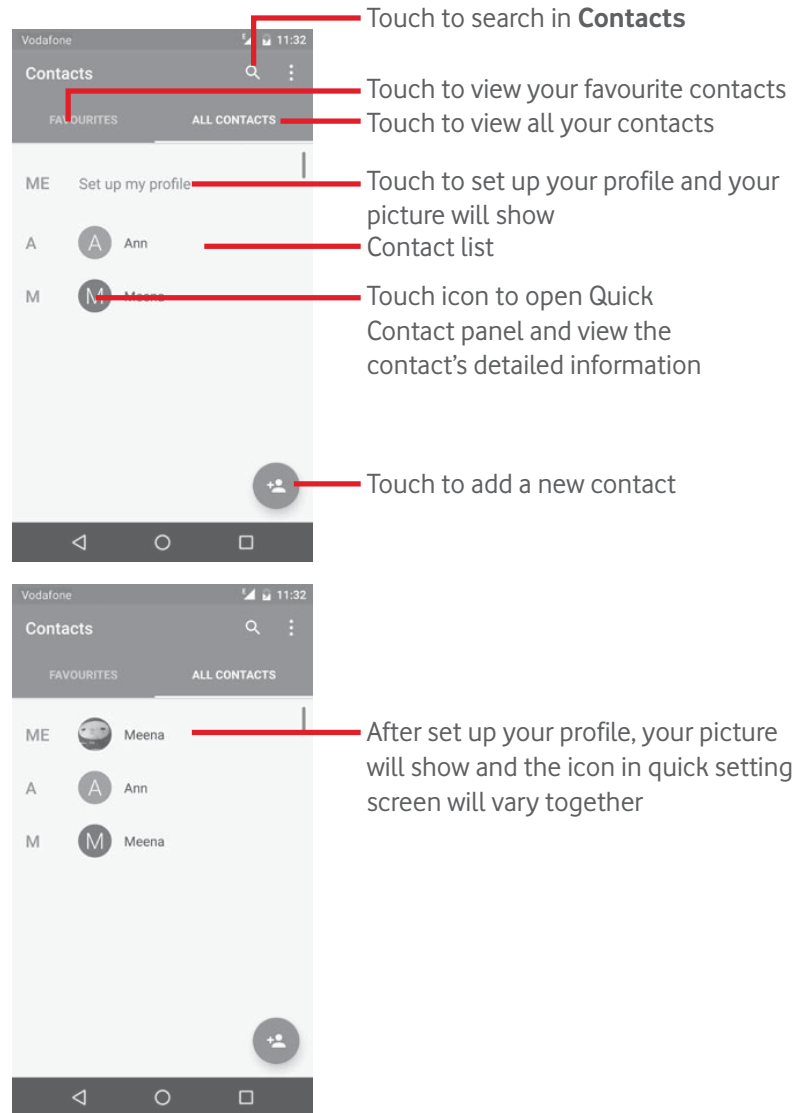 Touch to search in Contacts
Vodafone 11:32
Contacts
Touch to view your favourite contacts
FAVOURITES ALL CONTACTS
Touch to view all your contacts
ME Set up my profile
Touch to set up your profile and your
picture will show
A A Ann
Contact list
M M Meena
Touch icon to open Quick
Contact panel and view the
contact's detailed information
Touch to add a new contact
Vodafone 11:32
Contacts
FAVOURITES ALL CONTACTS
ME Meena
After set up your profile, your picture
will show and the icon in quick setting
screen will vary together
A A Ann
M M Meena